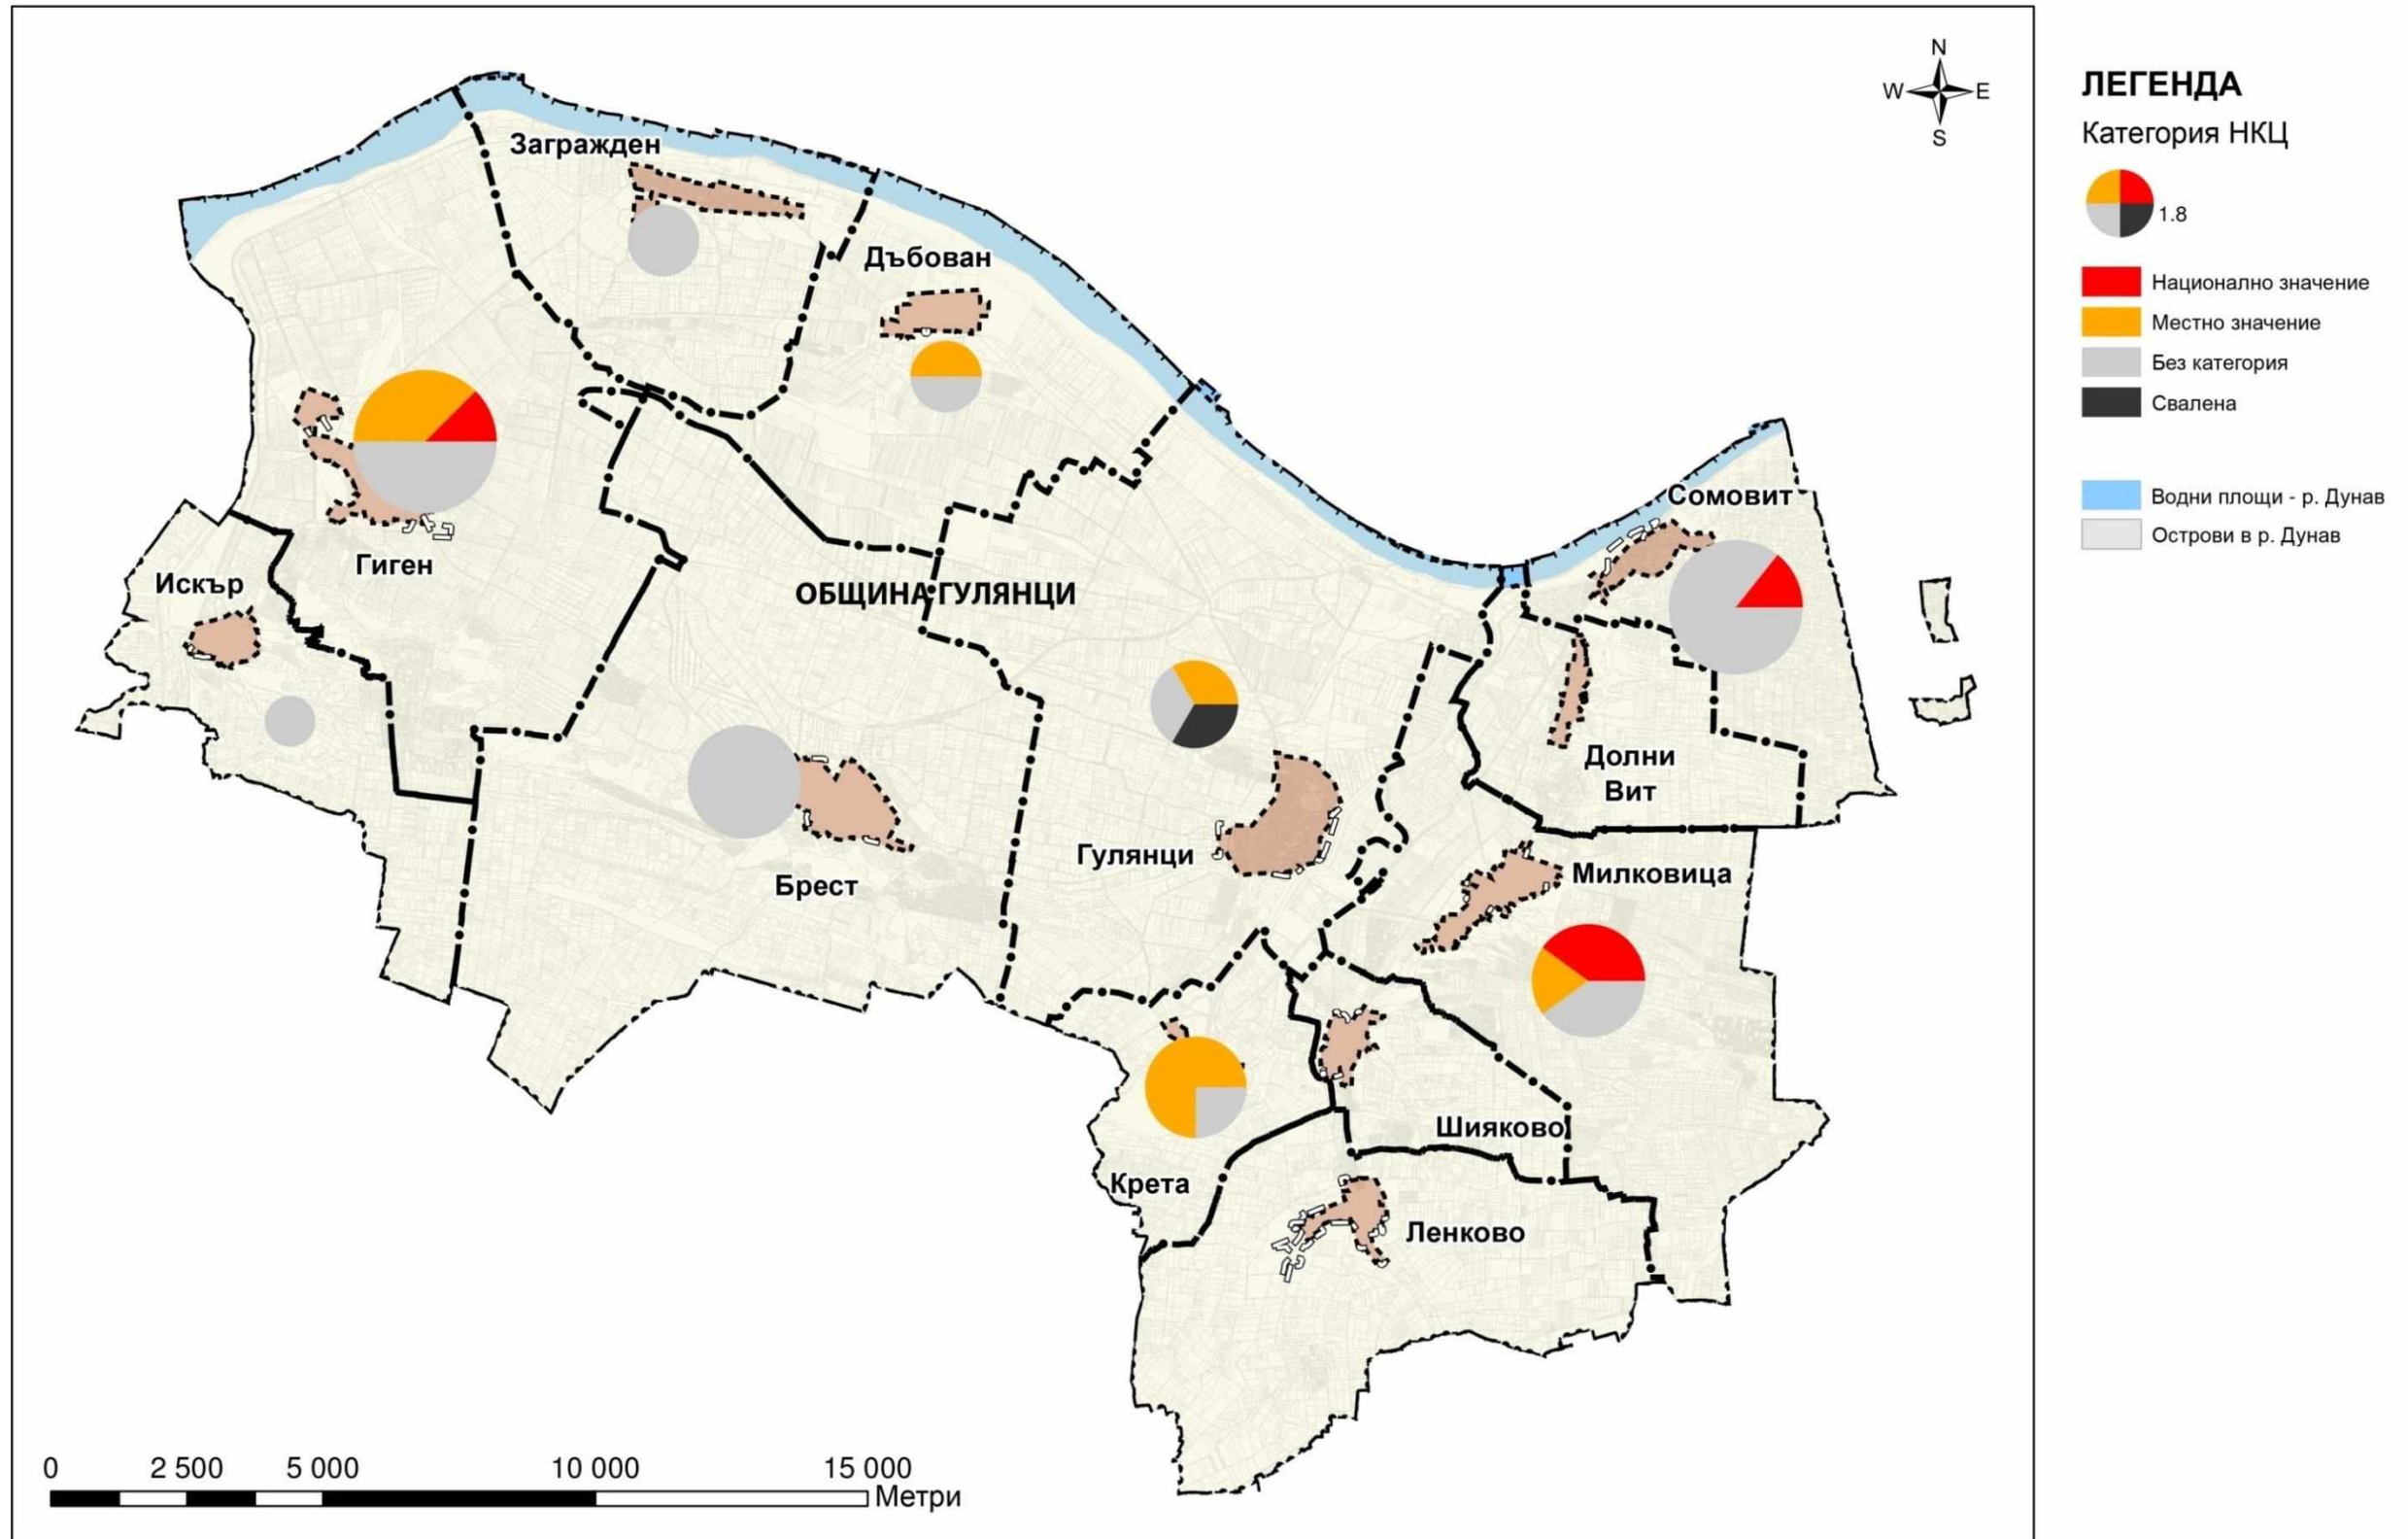 N
W E
S
Загражден
Дъбован
Сомовит
Гиген
Искър
ОБЩИНА ГУЛЯНЦИ
Долни
Вит
Гулянци
Милковица
Брест
Шияково
Крета
Ленково
0 2 500 5 000 10 000 15 000
Метри
ЛЕГЕНДА
Категория НКЦ
1.8
Национално значение
Местно значение
Без категория
Свалена
Водни площи - р. Дунав
Острови в р. Дунав